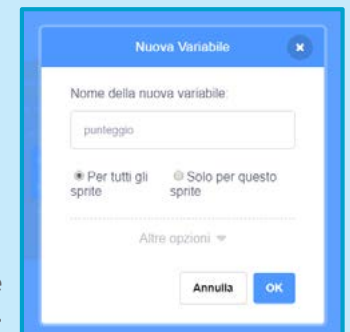 Nuova Variabile
Nome della nuova variabile:
punteggio
Per tutti gli sprite
Solo per questo sprite
Altre opzioni
Annulla
OK
e